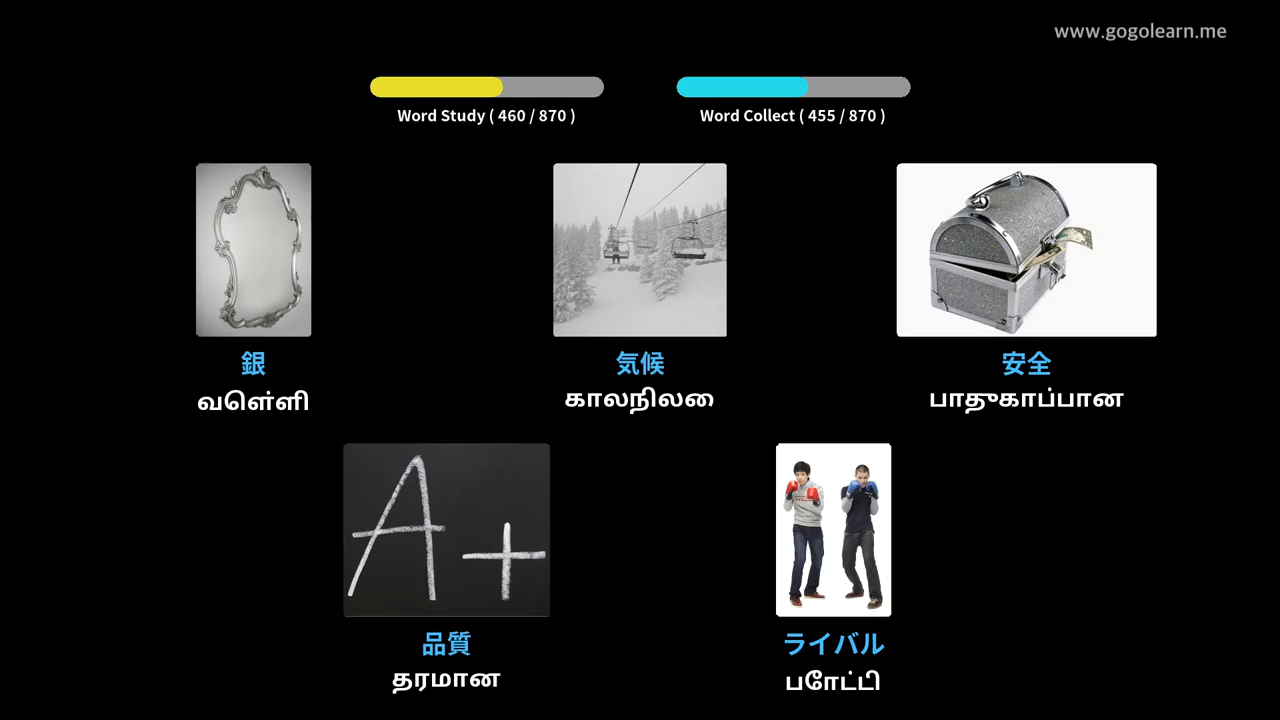 www.gogolearn.me
Word Study ( 460 / 870 )
Word Collect ( 455 / 870 )
銀
வெள்ளி
気候
காலநிலை
安全
பாதுகாப்பான
A+
品質
தரமான
ライバル
போட்டி